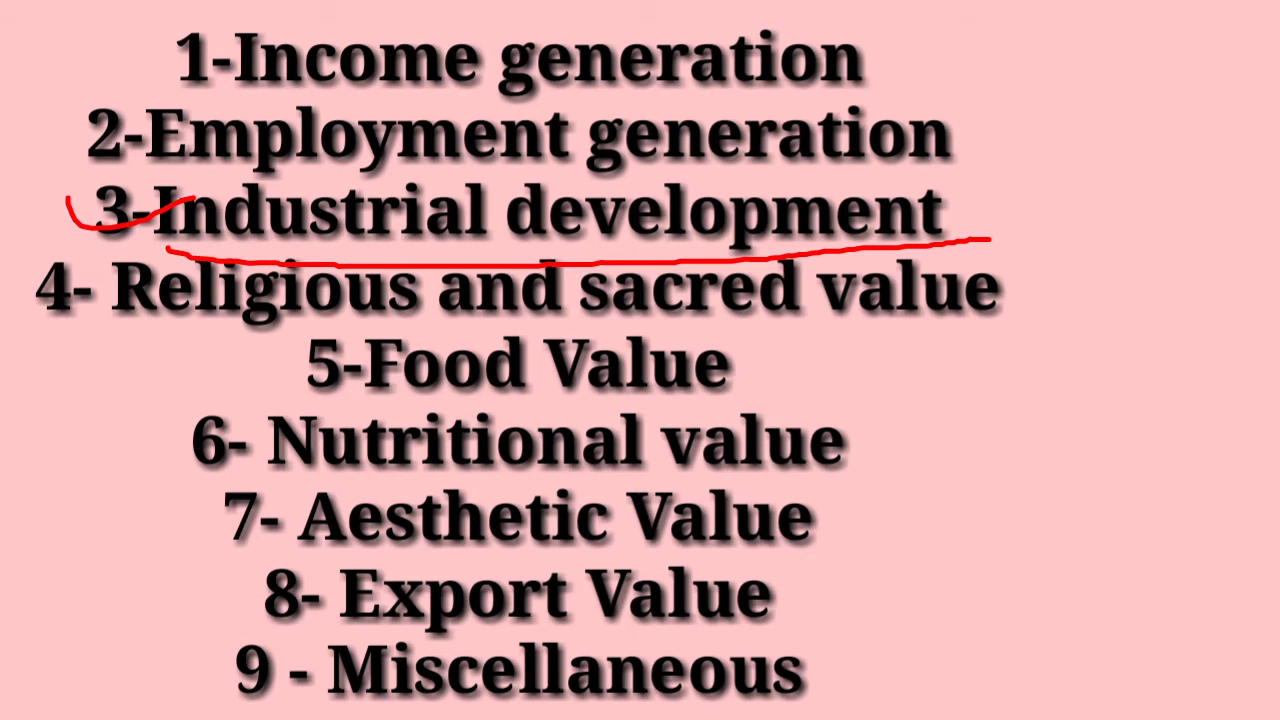 1-Income generation
2-Employment generation
3-Industrial development
4- Religious and sacred value
5-Food Value
6- Nutritional value
7- Aesthetic Value
8- Export Value
9 - Miscellaneous